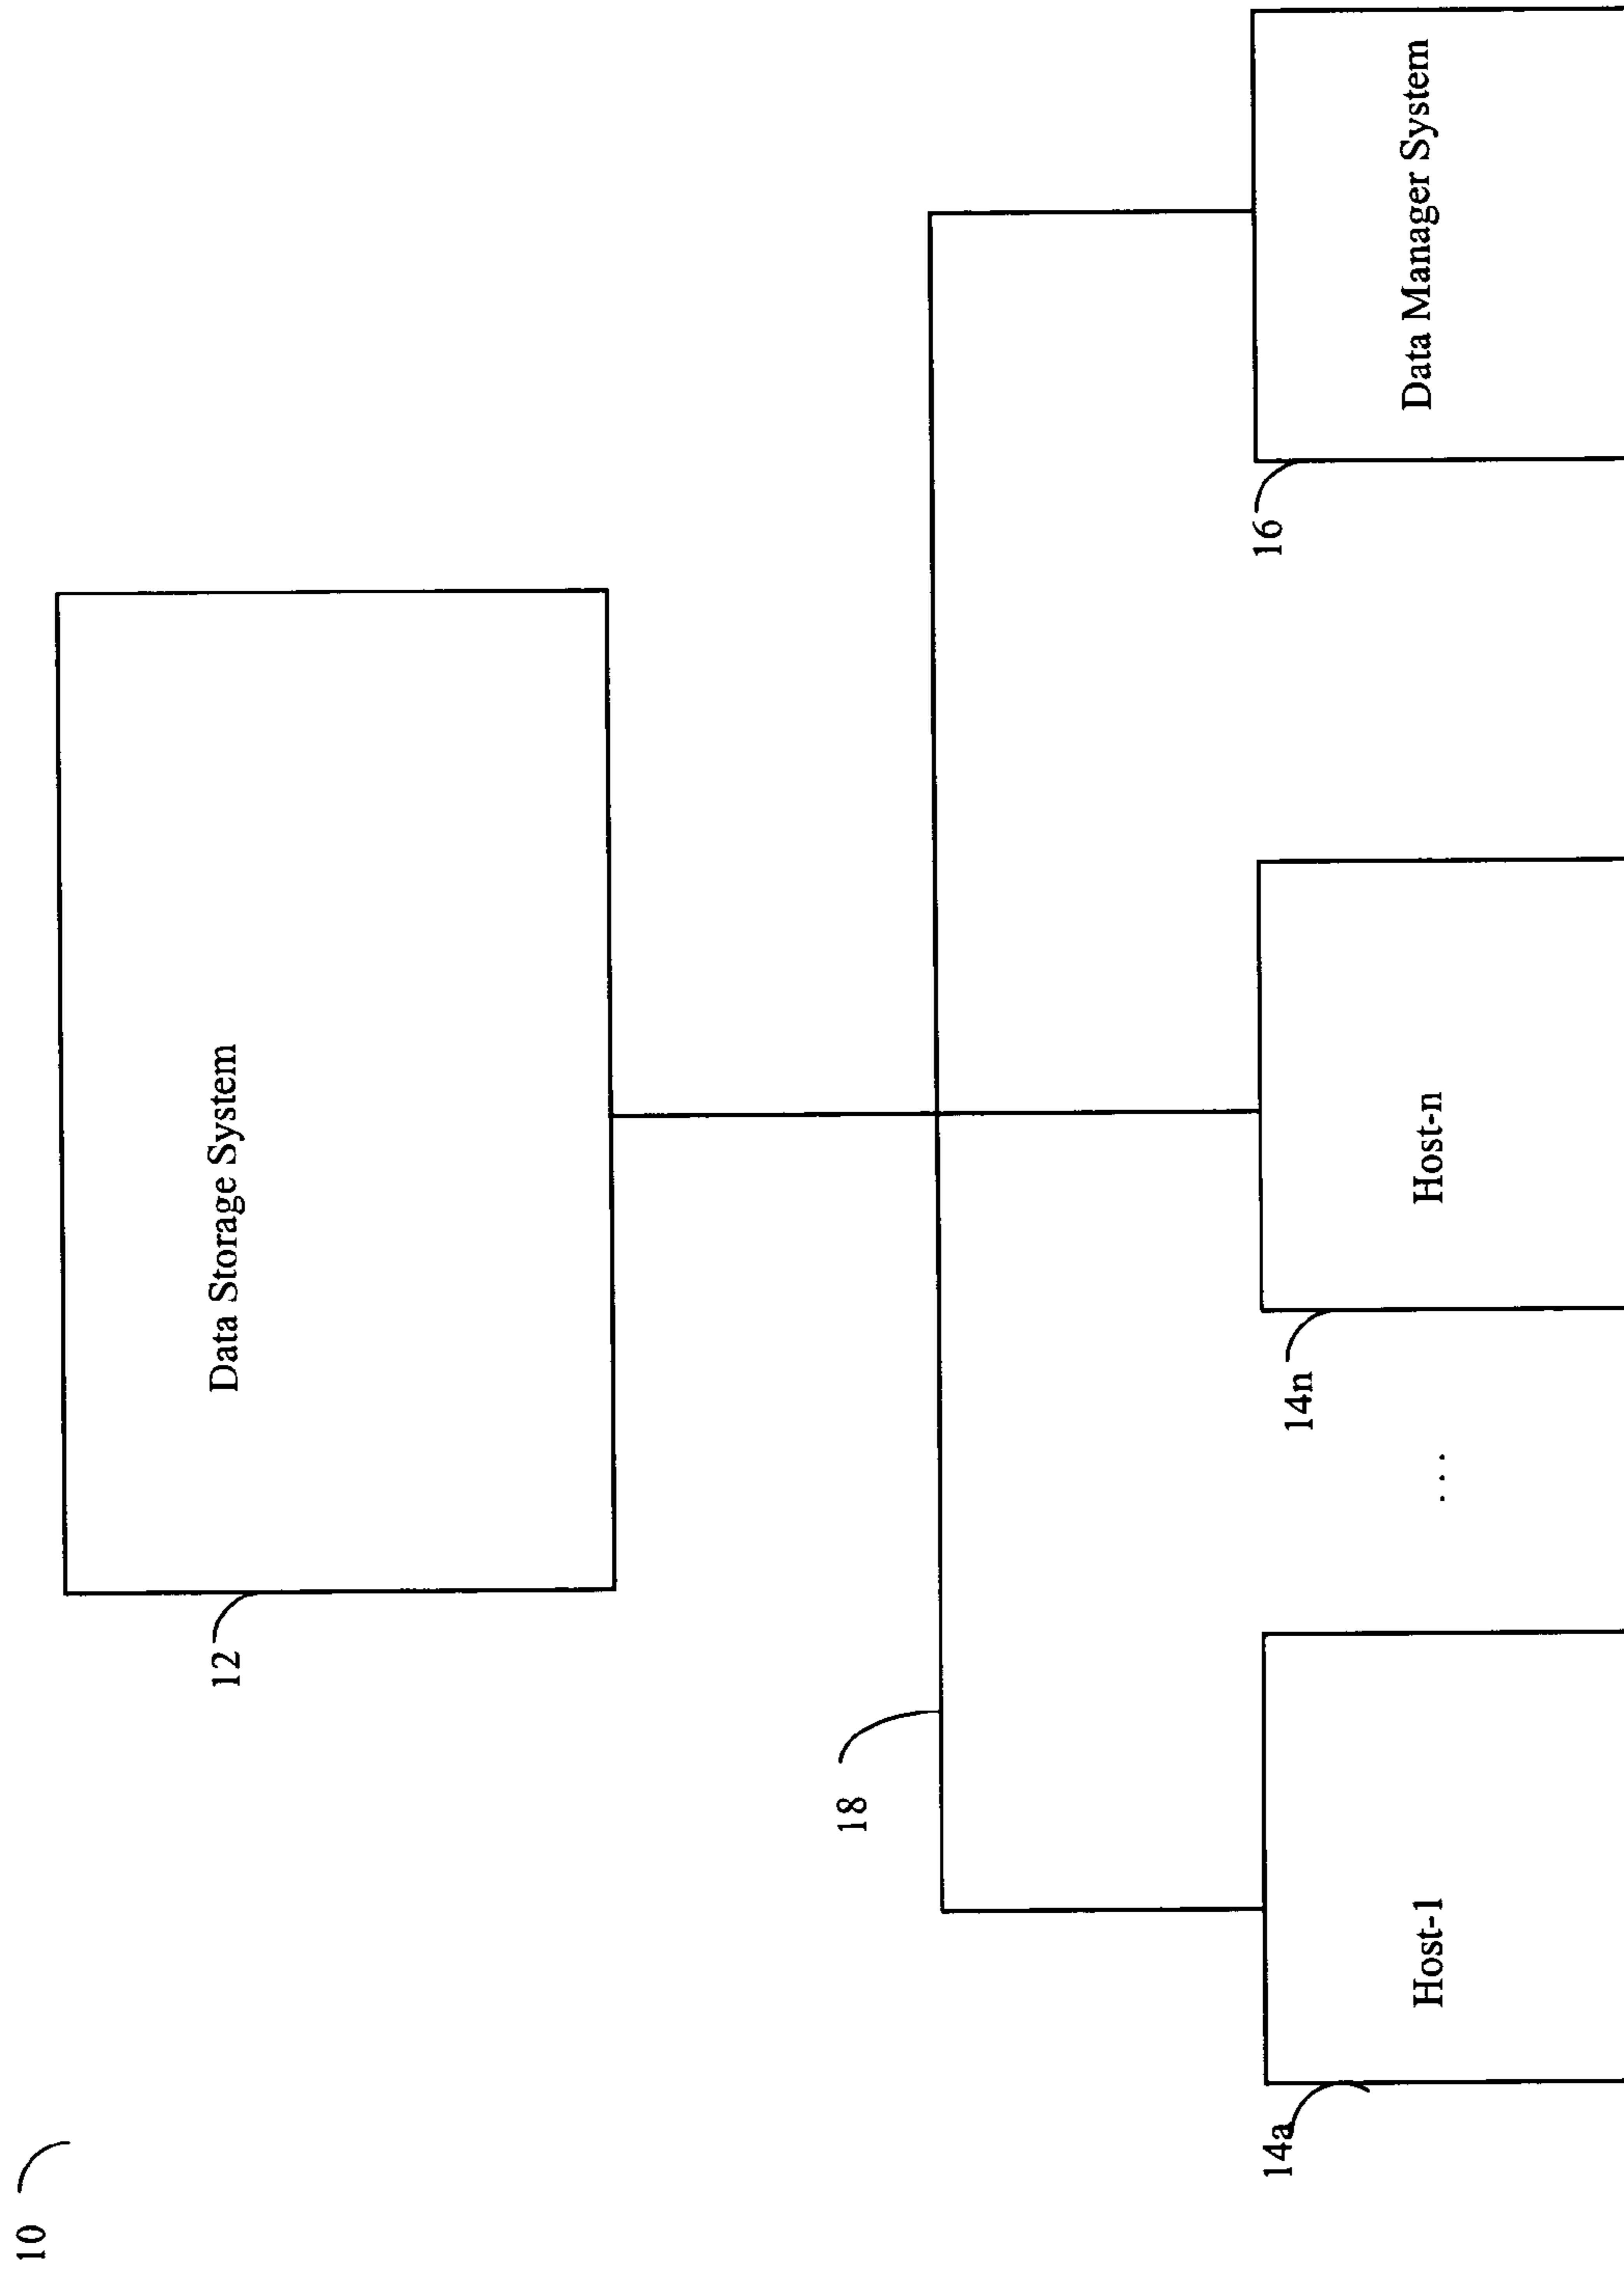 10
12
Data Storage System
18
14a
Host-1
. . .
14n
Host-n
16
Data Manager System